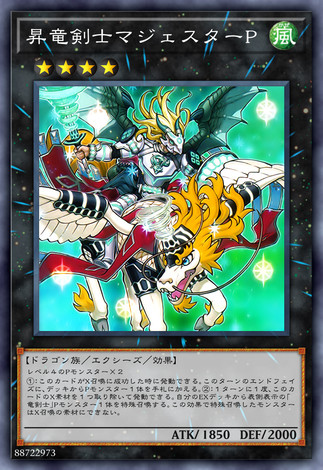 昇竜剣士マジェスターP
風
【ドラゴン族／エクシーズ／効果】
レベル4のPモンスター×2
①:このカードがX召喚に成功した時に発動できる。このターンのエンドフェイ
ズに、デッキからPモンスター1体を手札に加える。②:1ターンに1度、このカー
ドのX素材を1つ取り除いて発動できる。自分のEXデッキから表側表示の「
竜剣士」Pモンスター1体を特殊召喚する。この効果で特殊召喚したモンスター
はX召喚の素材にできない。
ATK/1850 DEF/2000
88722973